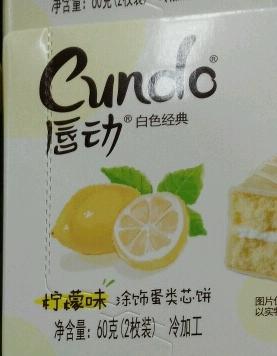 净含量: 60克(2枚装)
Cundo®
唇动®白色经典
柠檬味 涂饰蛋类芯饼
净含量: 60克(2枚装) 冷加工
图片仅
以实物